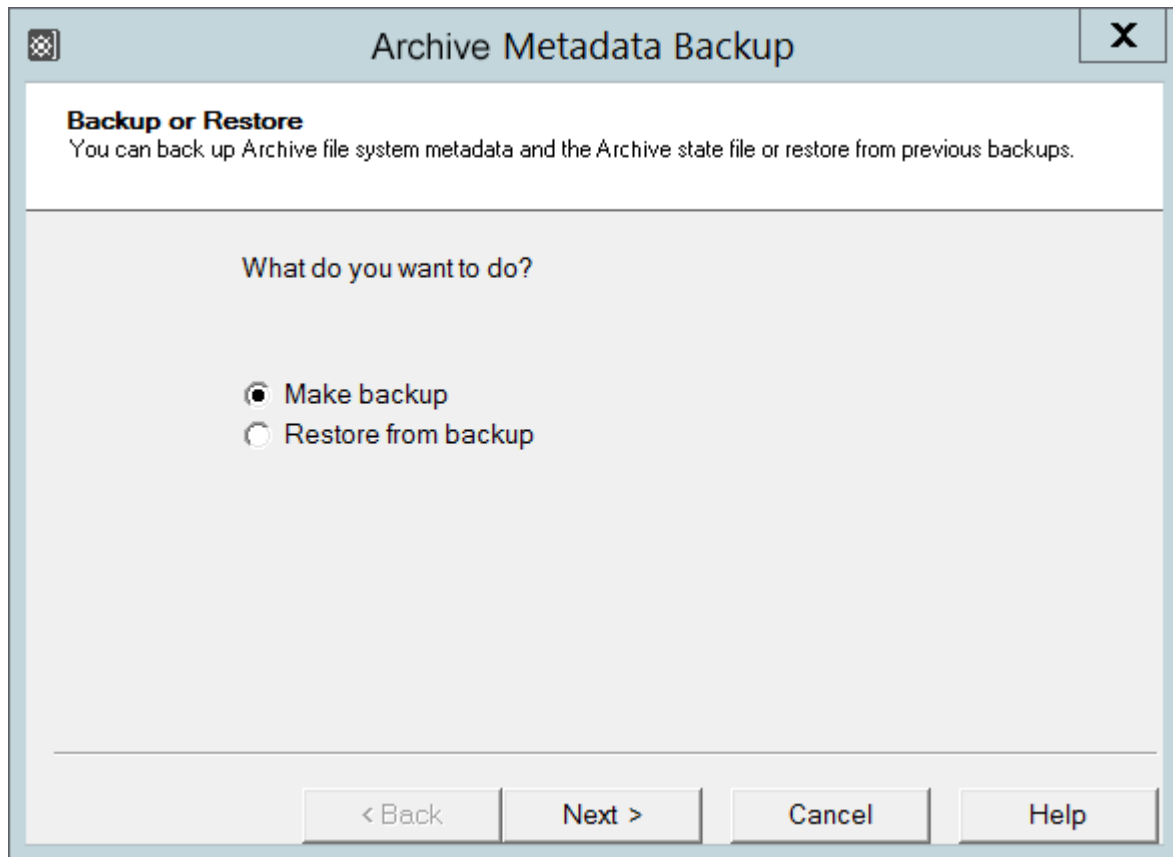 Archive Metadata Backup
X
Backup or Restore
You can back up Archive file system metadata and the Archive state file or restore from previous backups.
What do you want to do?
Make backup
Restore from backup
< Back
Next >
Cancel
Help